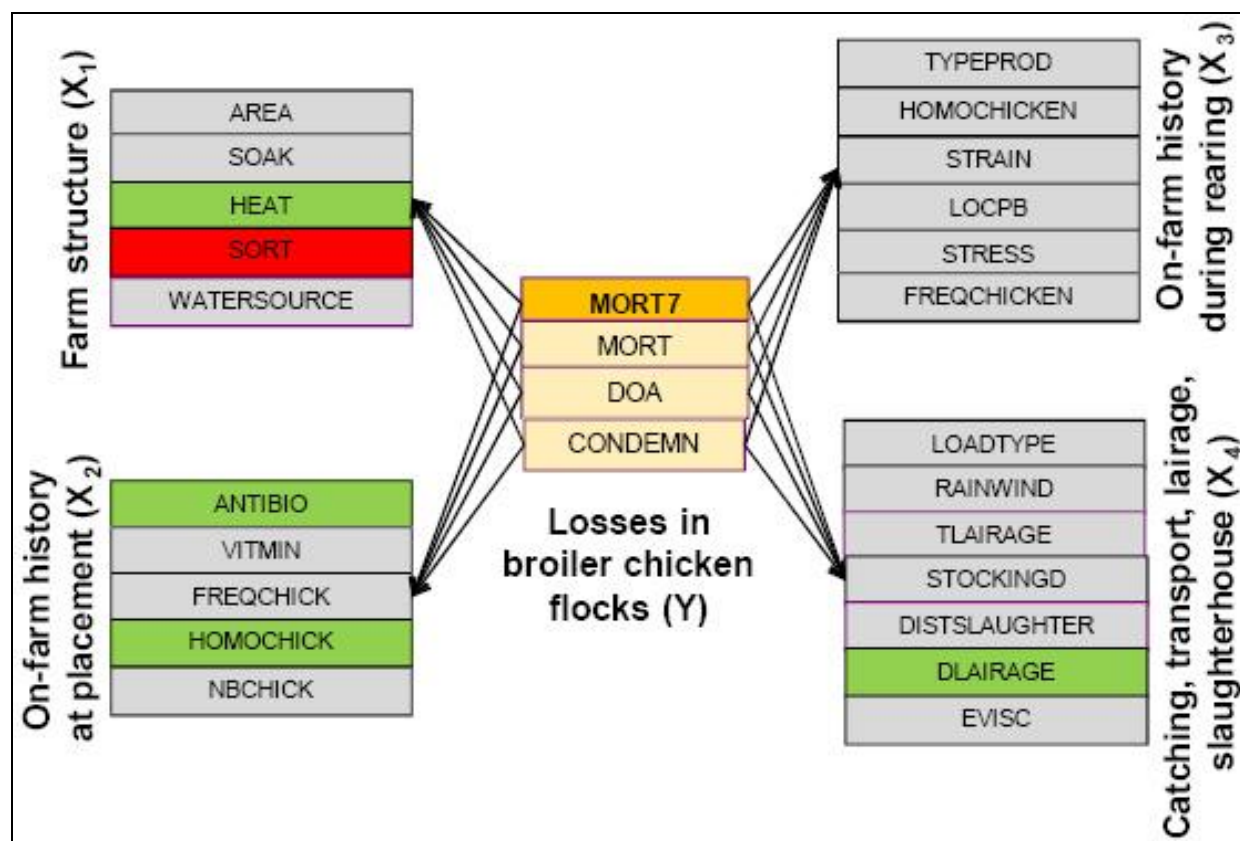 Farm structure (X1)
AREA
SOAK
HEAT
SORT
WATERSOURCE
On-farm history
at placement (X2)
ANTIBIO
VITMIN
FREQCHICK
HOMOCHICK
NBCHICK
MORT7
MORT
DOA
CONDEMN
Losses in
broiler chicken
flocks (Y)
TYPEPROD
HOMOCHICKEN
STRAIN
LOCPB
STRESS
FREQCHICKEN
On-farm history
during rearing (X3)
LOADTYPE
RAINWIND
TLAIRAGE
STOCKINGD
DISTSLAUGHTER
DLAIRAGE
EVISC
Catching, transport, lairage,
slaughterhouse (X4)